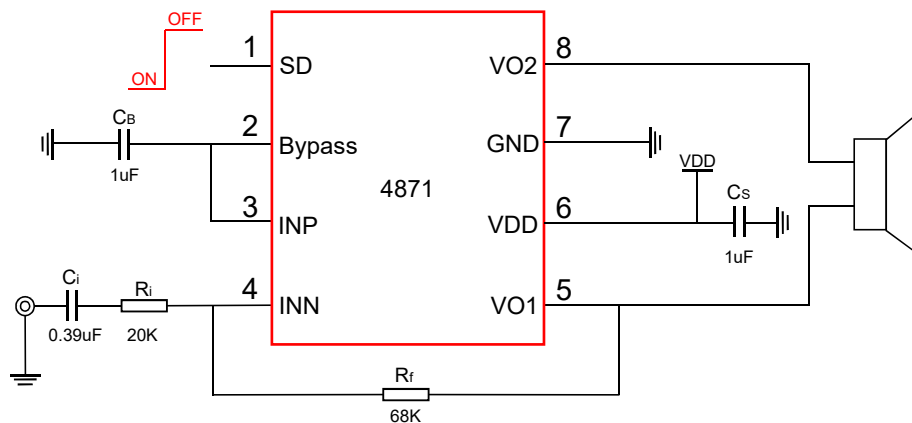 OFF
ON
1
SD
CB
1uF
2
Bypass
3
INP
Ci
0.39uF
Ri
20K
4
INN
4871
VO2
8
GND
7
VDD
6
VDD
CS
1uF
VO1
5
Rf
68K